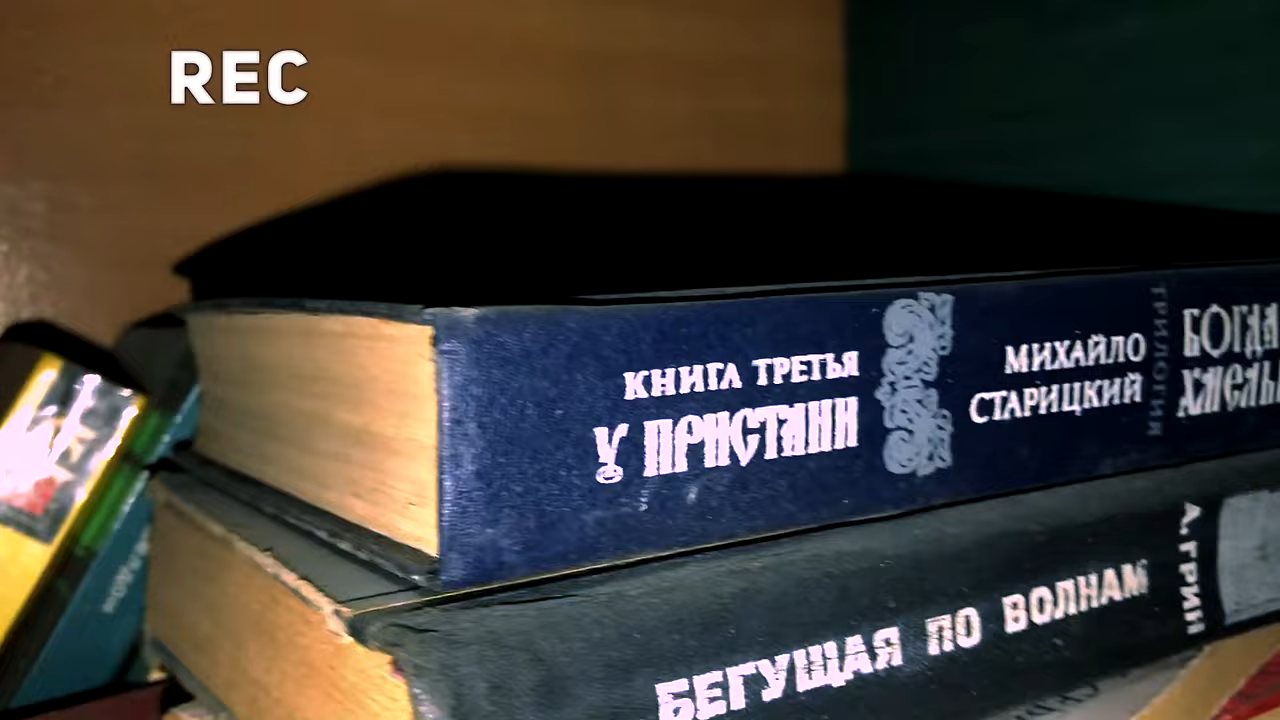 REC
КНИГА ТРЕТЬЯ
У ПРИСТАНИ
МИХАЙЛО
СТАРИЦКИЙ
ТРИЛОГИЯ
А. ГРИН
БЕГУЩАЯ ПО ВОЛНАМ